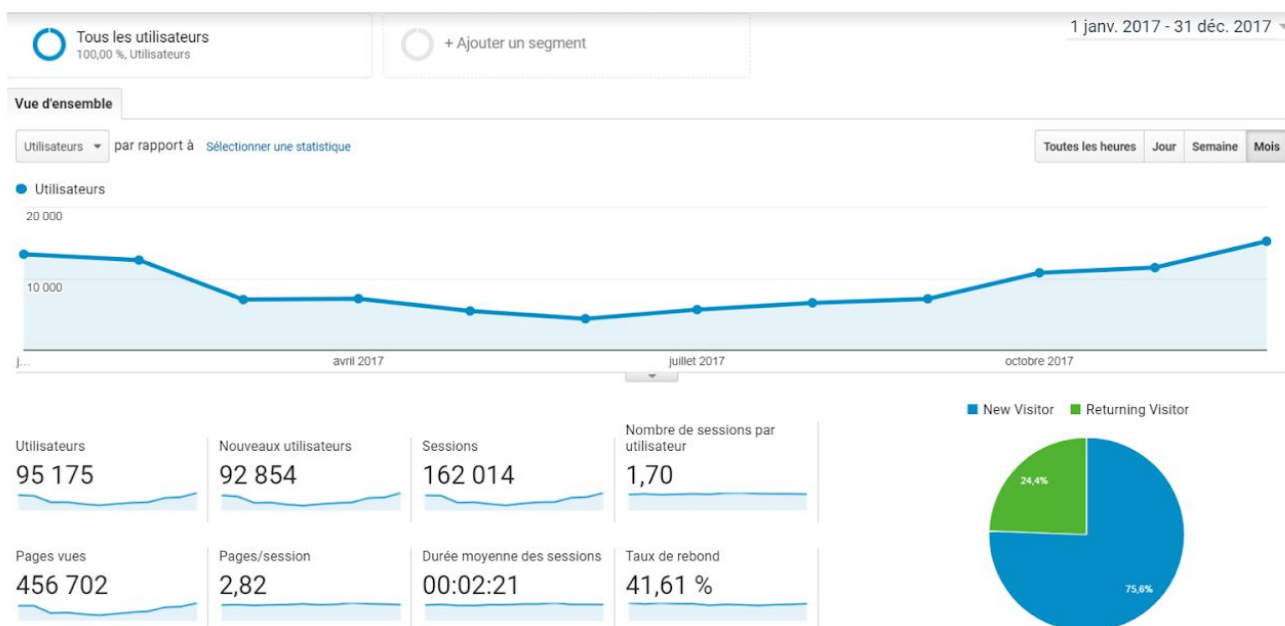 Tous les utilisateurs
100,00 %, Utilisateurs
+ Ajouter un segment
1 janv. 2017 - 31 déc. 2017
Vue d'ensemble
Utilisateurs par rapport à Sélectionner une statistique
Toutes les heures Jour Semaine Mois
Utilisateurs
20 000
10 000
j... avril 2017 juillet 2017 octobre 2017
New Visitor Returning Visitor
Utilisateurs
95 175
Nouveaux utilisateurs
92 854
Sessions
162 014
Nombre de sessions par
utilisateur
1,70
Pages vues
456 702
Pages/session
2,82
Durée moyenne des sessions
00:02:21
Taux de rebond
41,61 %
24,4%
75,6%